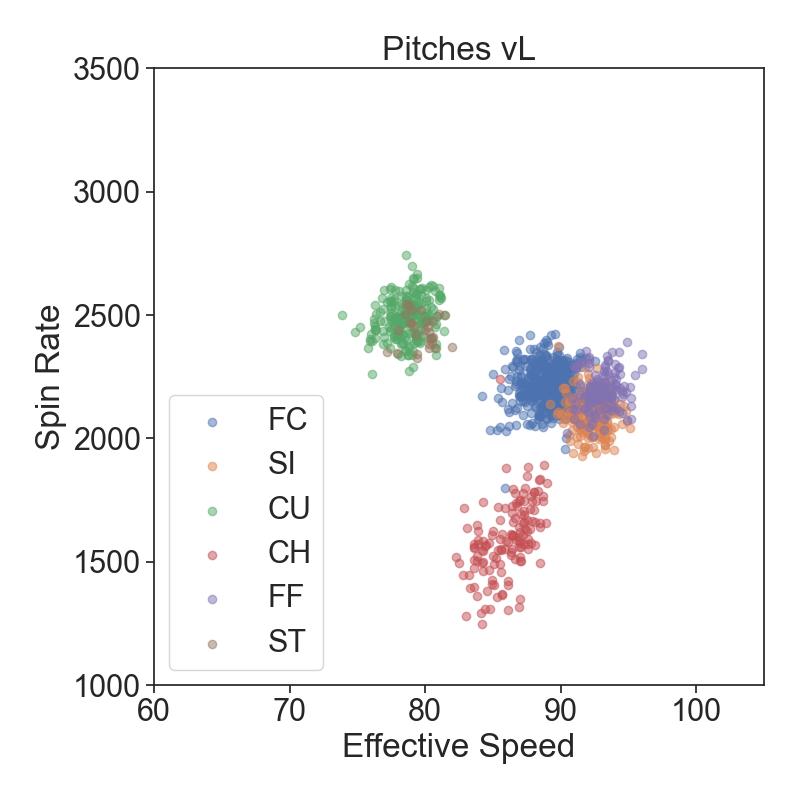 Pitches vL
3500
3000
2500
2000
1500
1000
Spin Rate
FC
SI
CU
CH
FF
ST
60 70 80 90 100
Effective Speed